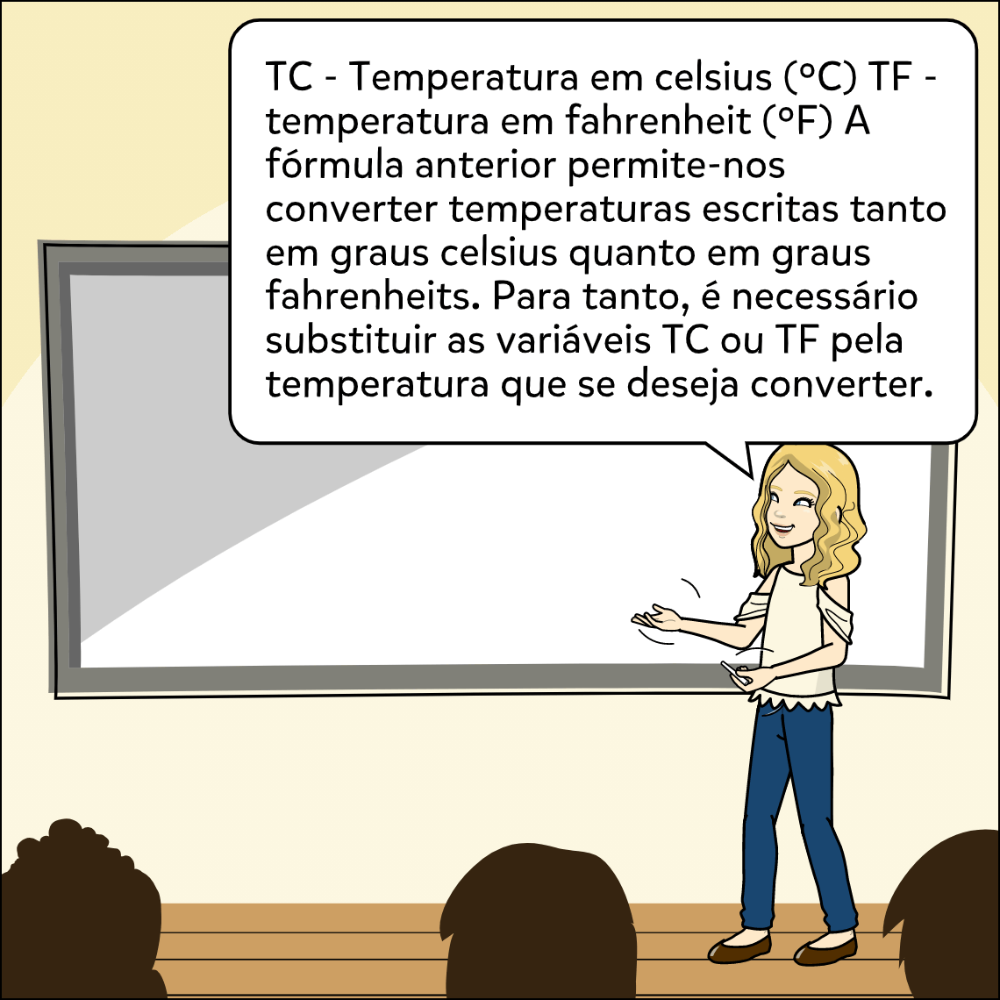 TC - Temperatura em celsius (ºC) TF -
temperatura em fahrenheit (ºF) A
fórmula anterior permite-nos
converter temperaturas escritas tanto
em graus celsius quanto em graus
fahrenheits. Para tanto, é necessário
substituir as variáveis TC ou TF pela
temperatura que se deseja converter.